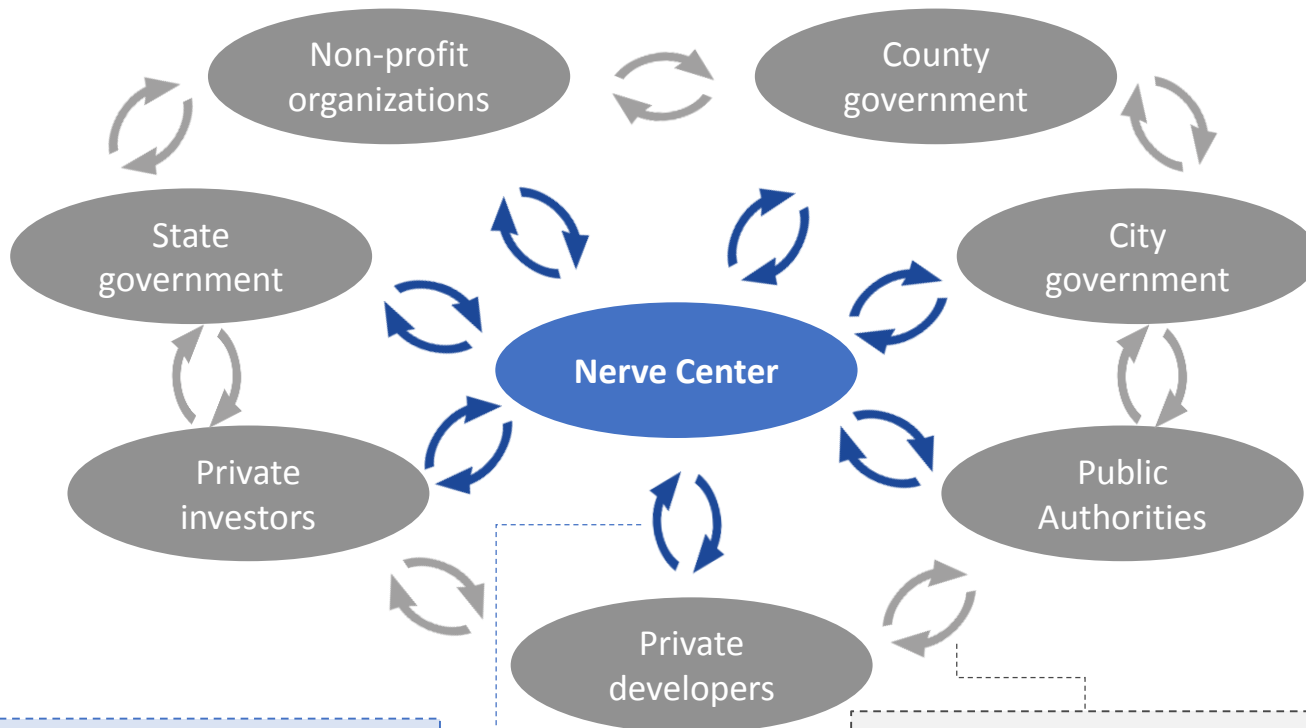 Non-profit
organizations
County
government
State
government
City
government
Nerve Center
Private
investors
Public
Authorities
Private
developers